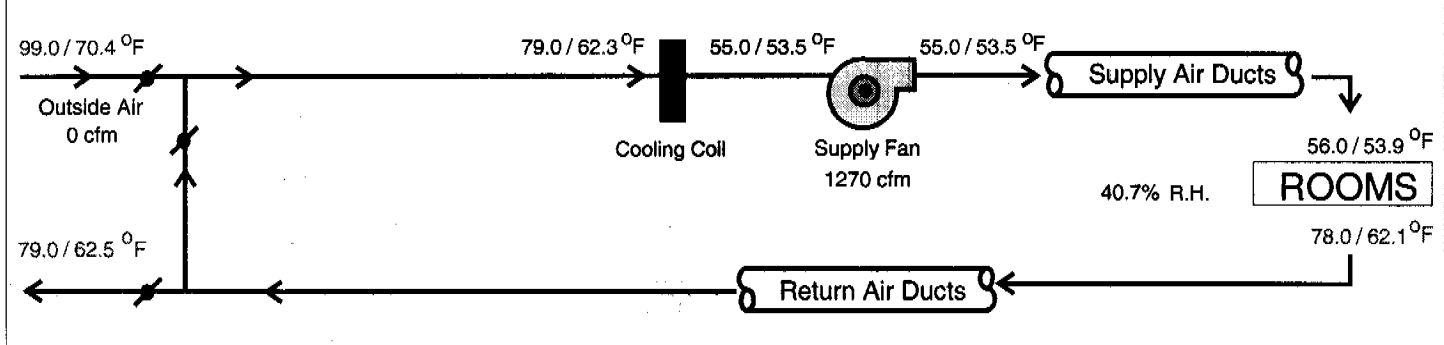 99.0 / 70.4 °F
79.0 / 62.3 °F
55.0 / 53.5 °F
55.0 / 53.5 °F
Supply Air Ducts
Outside Air
0 cfm
Cooling Coil
Supply Fan
1270 cfm
56.0 / 53.9 °F
40.7% R.H.
ROOMS
79.0 / 62.5 °F
78.0 / 62.1 °F
Return Air Ducts